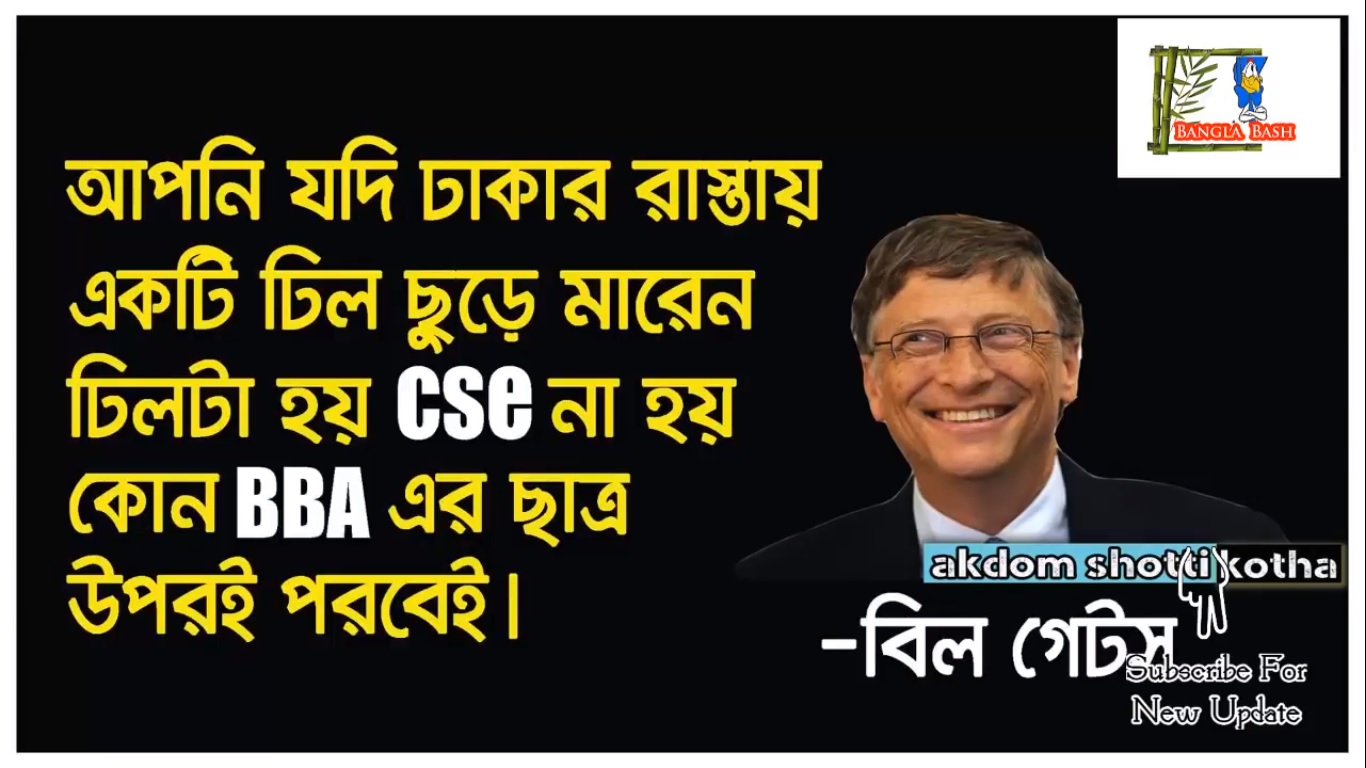 BANGLA BASH
আপনি যদি ঢাকার রাস্তায়
একটি ঢিল ছুড়ে মারেন
ঢিলটা হয় CSE না হয়
কোন BBA এর ছাত্র
উপরই পরবেই।
akdom shotti kotha
-বিল গেটস
Subscribe For
New Update